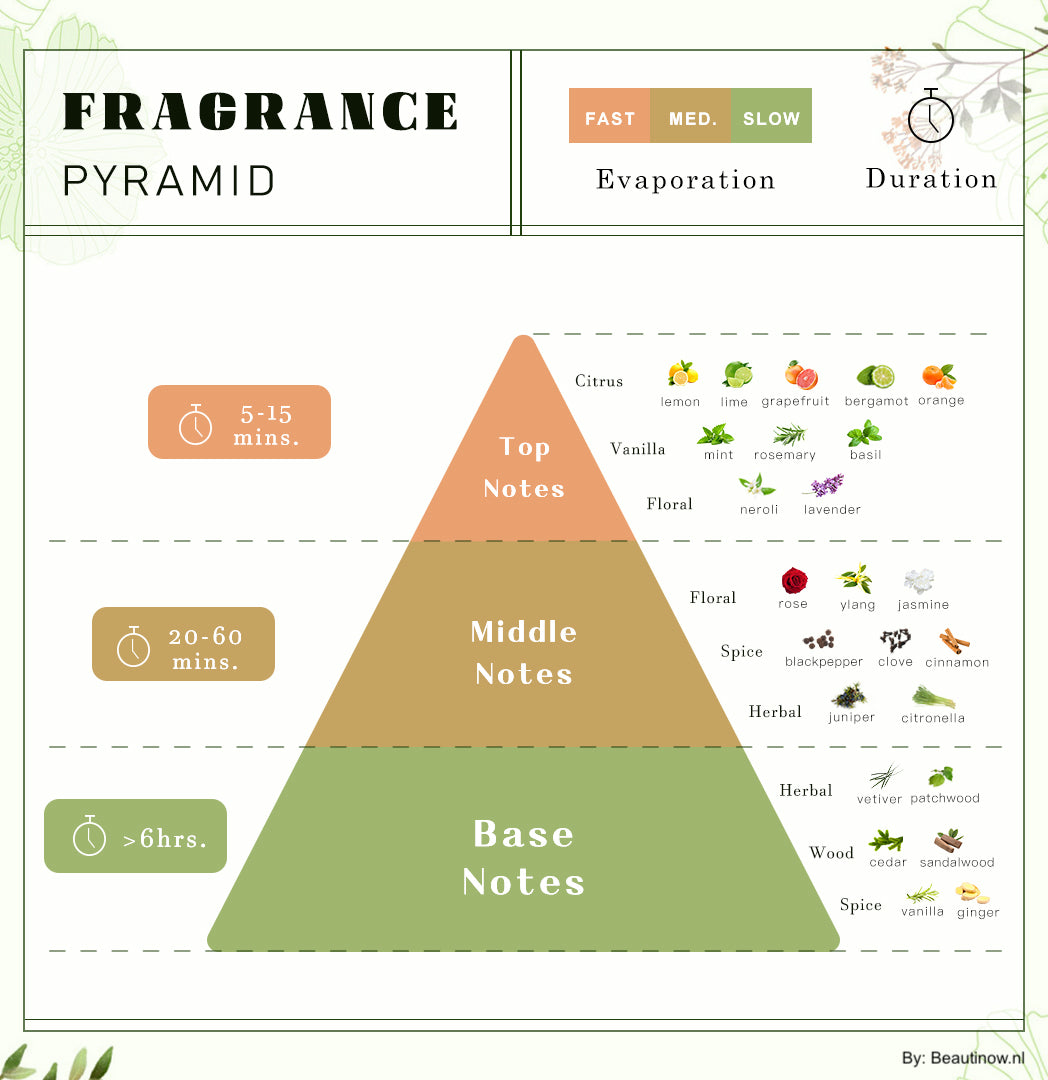 FRAGRANCE
PYRAMID
FAST MED. SLOW
Evaporation
Duration
5-15
mins.
Top
Notes
Citrus
lemon lime grapefruit bergamot orange
Vanilla
mint rosemary basil
Floral
neroli lavender
20-60
mins.
Middle
Notes
Floral
rose ylang jasmine
Spice
blackpepper clove cinnamon
Herbal
juniper citronella
>6hrs.
Base
Notes
Herbal
vetiver patchwood
Wood
cedar sandalwood
Spice
vanilla ginger
By: Beautinow.nl